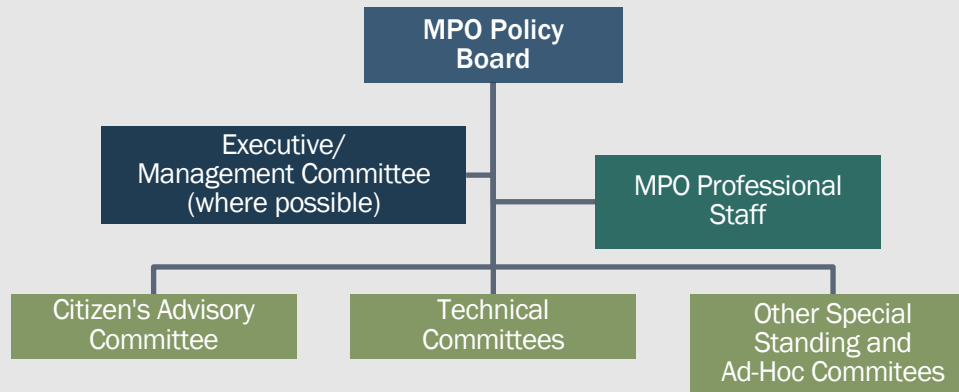 MPO Policy
Board
Executive/
Management Committee
(where possible)
MPO Professional
Staff
Citizen's Advisory
Committee
Technical
Committees
Other Special
Standing and
Ad-Hoc Commitees